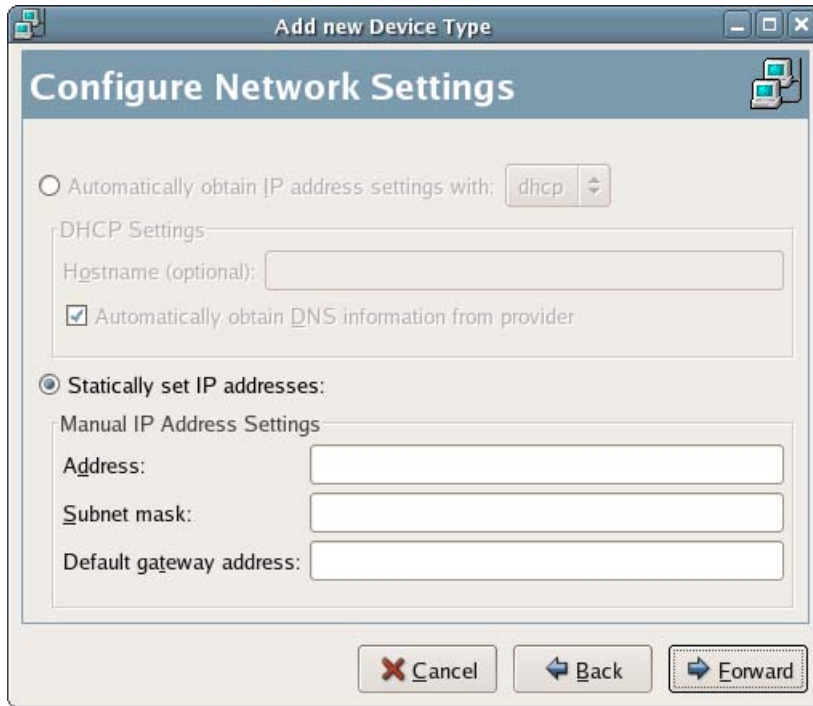 Add new Device Type
Configure Network Settings
Automatically obtain IP address settings with: dhcp
DHCP Settings
Hostname (optional):
Automatically obtain DNS information from provider
Statically set IP addresses:
Manual IP Address Settings
Address:
Subnet mask:
Default gateway address:
Cancel Back Forward